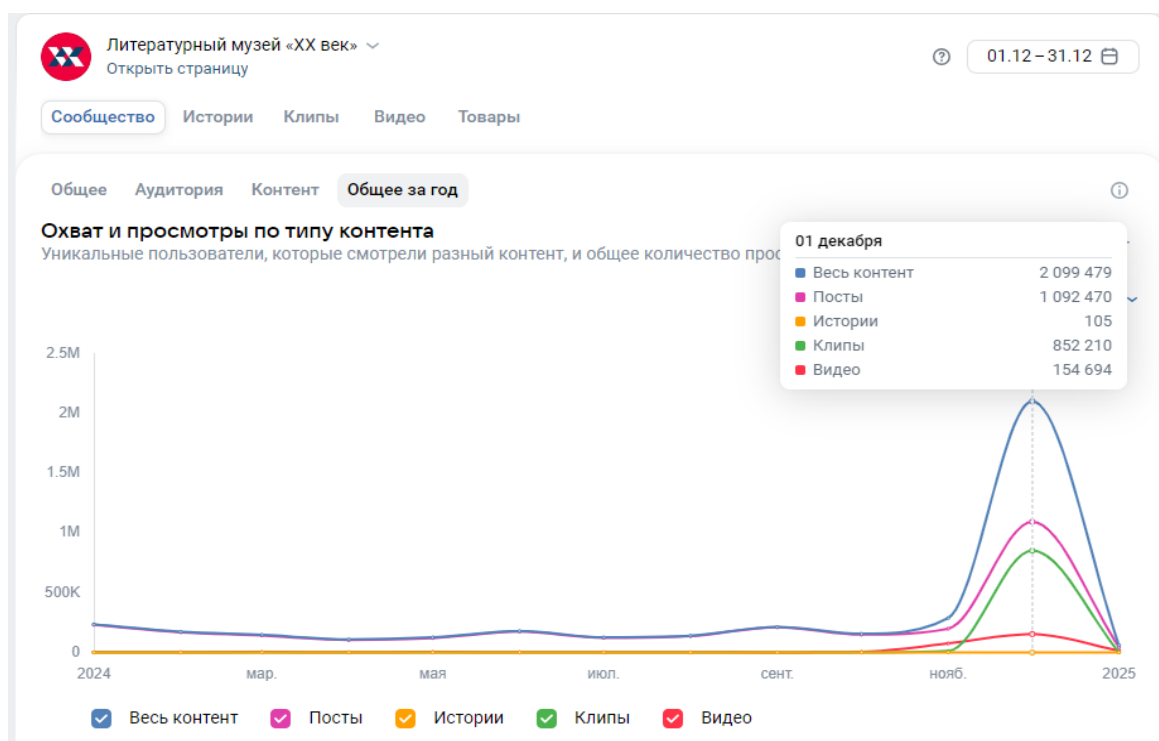 Литературный музей «XX век»
Открыть страницу
01.12 – 31.12
Сообщество Истории Клипы Видео Товары
Общее Аудитория Контент Общее за год
Охват и просмотры по типу контента
Уникальные пользователи, которые смотрели разный контент, и общее количество
01 декабря
Весь контент 2 099 479
Посты 1 092 470
Истории 105
Клипы 852 210
Видео 154 694
2.5M
2M
1.5M
1M
500K
0
2024 мар. мая июл. сент. нояб. 2025
Весь контент Посты Истории Клипы Видео